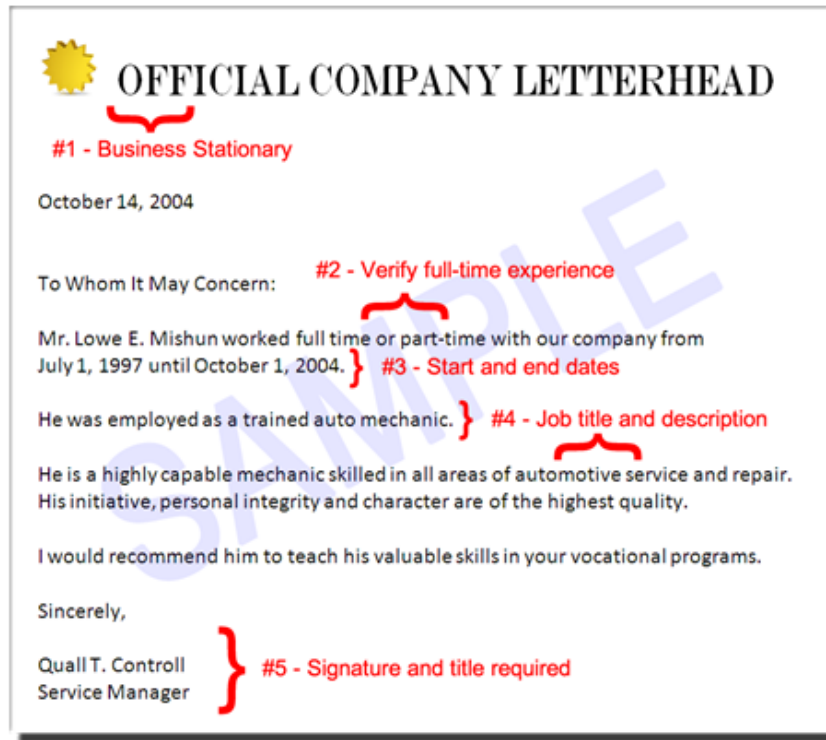 OFFICIAL COMPANY LETTERHEAD
#1 - Business Stationary
October 14, 2004
#2 - Verify full-time experience
To Whom It May Concern:
Mr. Lowe E. Mishun worked full time or part-time with our company from
July 1, 1997 until October 1, 2004. #3 - Start and end dates
He was employed as a trained auto mechanic. #4 - Job title and description
He is a highly capable mechanic skilled in all areas of automotive service and repair.
His initiative, personal integrity and character are of the highest quality.
I would recommend him to teach his valuable skills in your vocational programs.
Sincerely,
Quall T. Controll
#5 - Signature and title required
Service Manager
SAMPLE